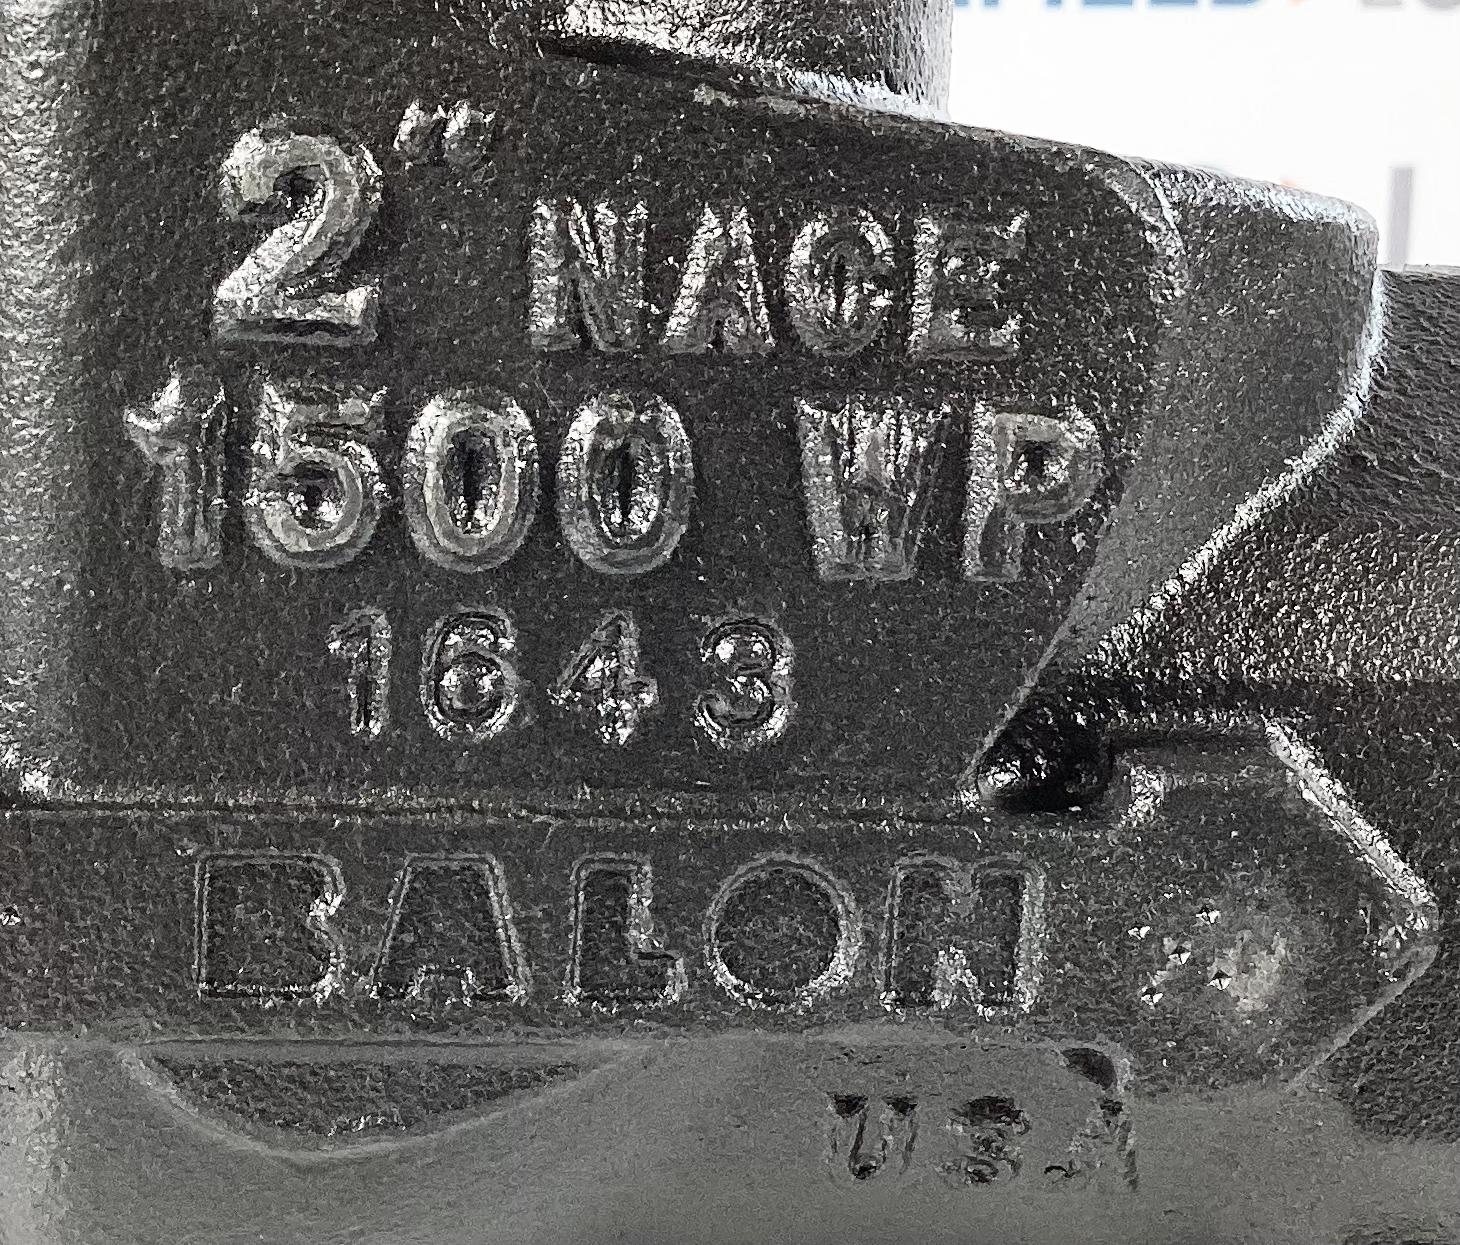 2" NACE
1500 WP
1643
BALON
USA